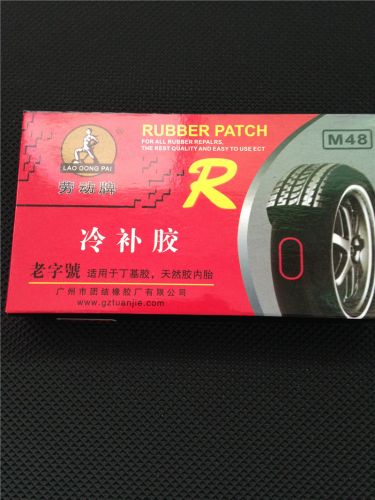 LAO DONG PAI
劳动牌
RUBBER PATCH
FOR ALL RUBBER REPAIRS.
THE BEST QUALITY AND EASY TO USE ECT
M48
R
冷补胶
老字號 适用于丁基胶，天然胶内胎
广州市团结橡胶厂有限公司
www.gztuanjie.com